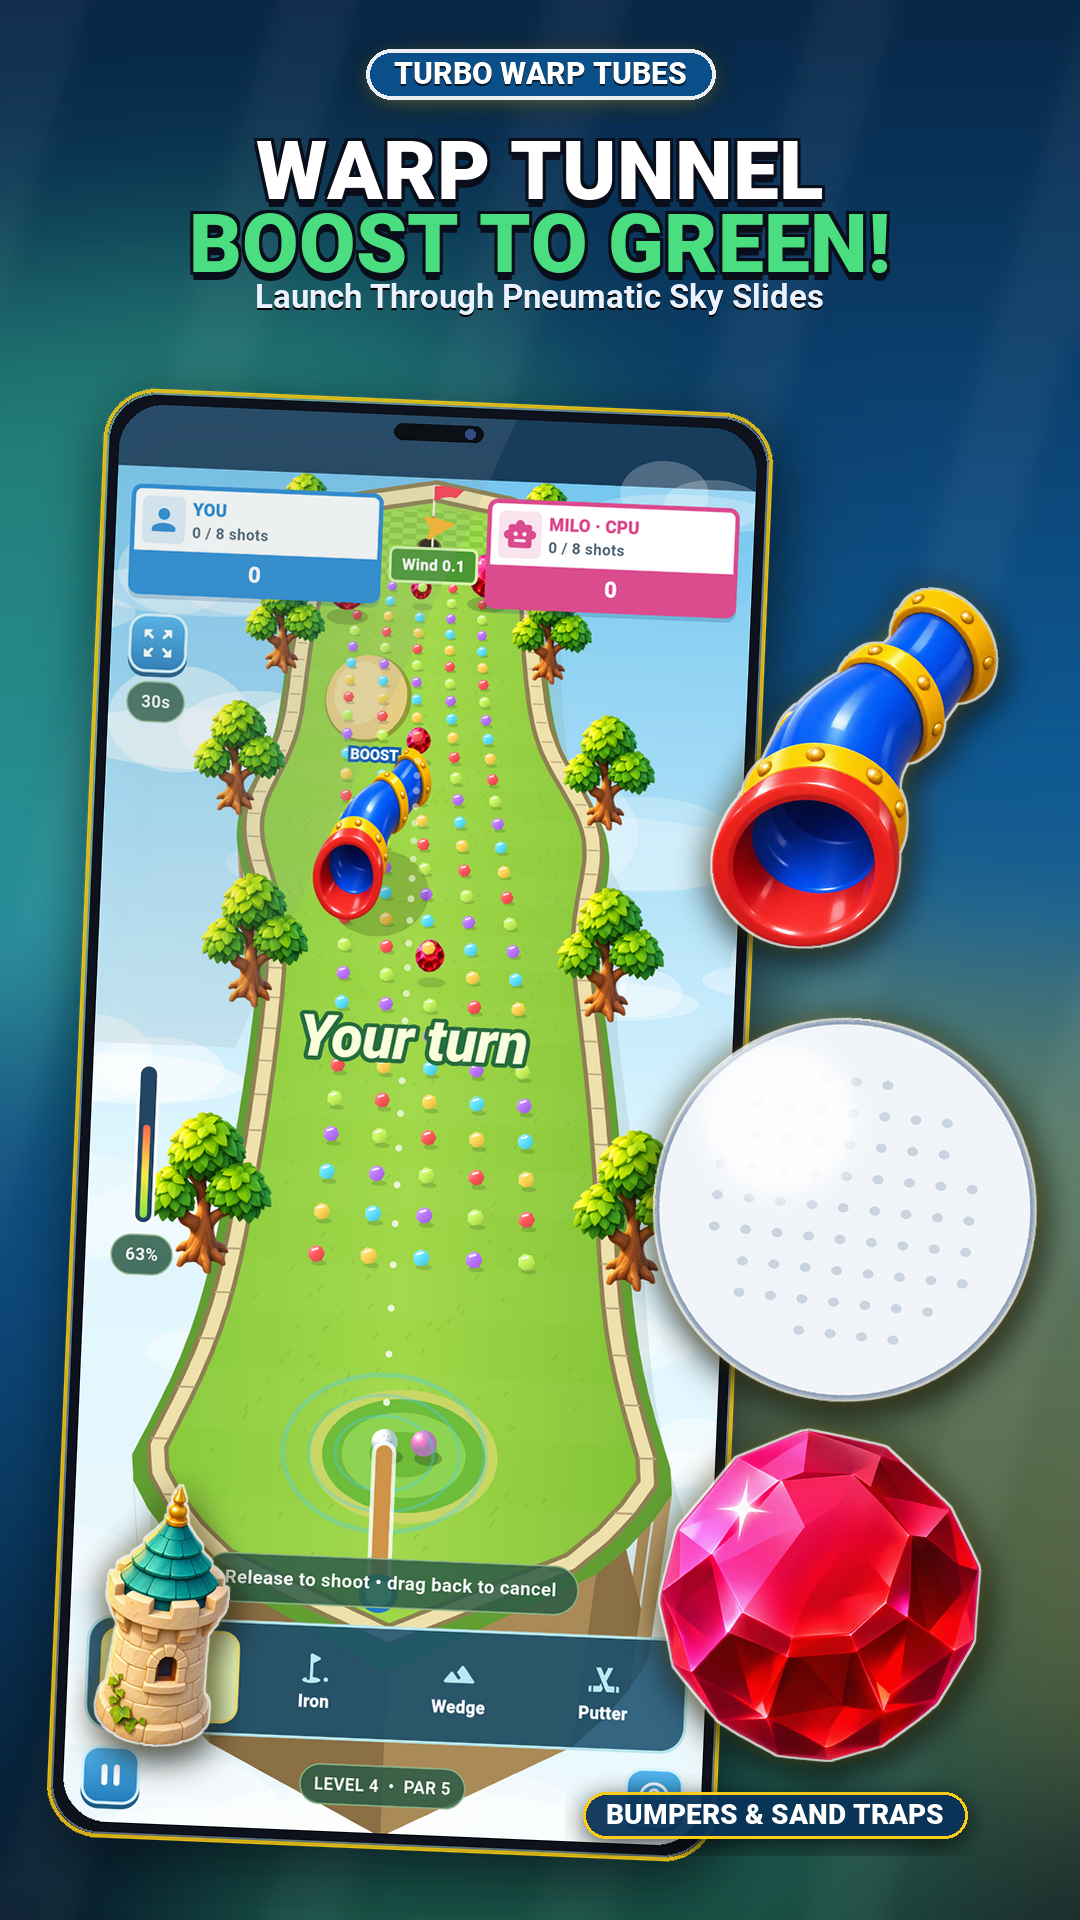 TURBO WARP TUBES
WARP TUNNEL
BOOST TO GREEN!
Launch Through Pneumatic Sky Slides
YOU
0 / 8 shots
0
MILO · CPU
0 / 8 shots
0
Wind 0.1
30s
BOOST
Your turn
63%
Release to shoot • drag back to cancel
Iron
Wedge
Putter
LEVEL 4 • PAR 5
BUMPERS & SAND TRAPS